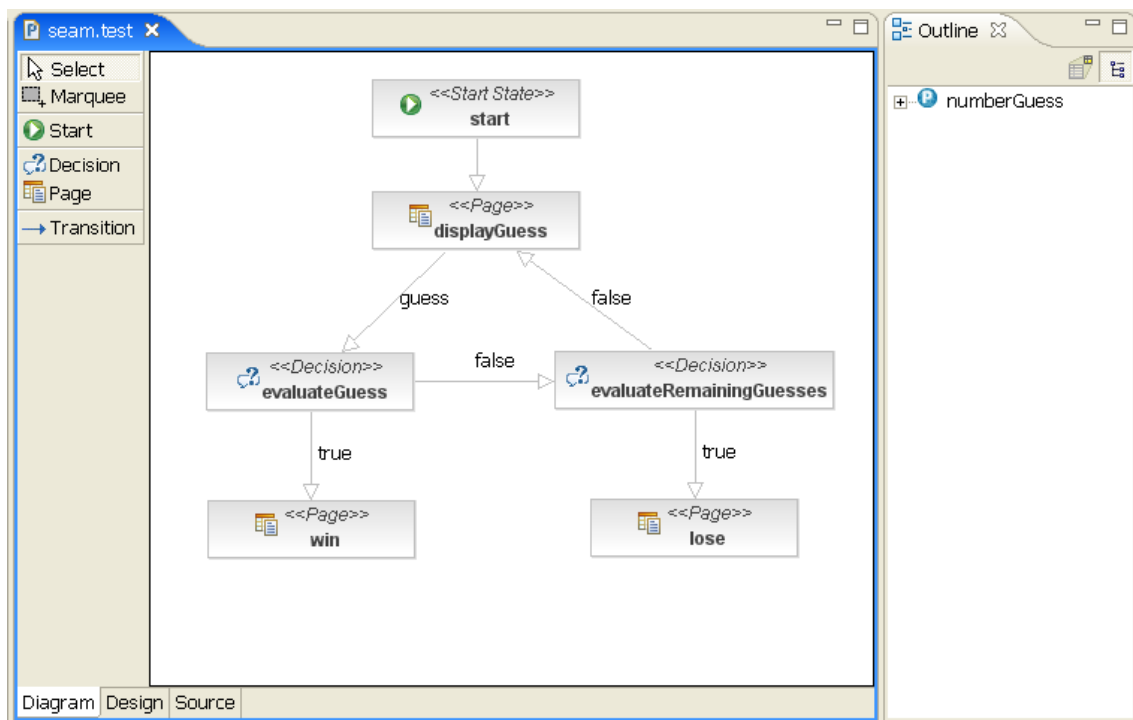 seam.test
Outline
Select
Marquee
Start
Decision
Page
Transition
numberGuess
<<Start State>>
start
<<Page>>
displayGuess
guess
false
<<Decision>>
evaluateGuess
false
<<Decision>>
evaluateRemainingGuesses
true
true
<<Page>>
win
<<Page>>
lose
Diagram Design Source